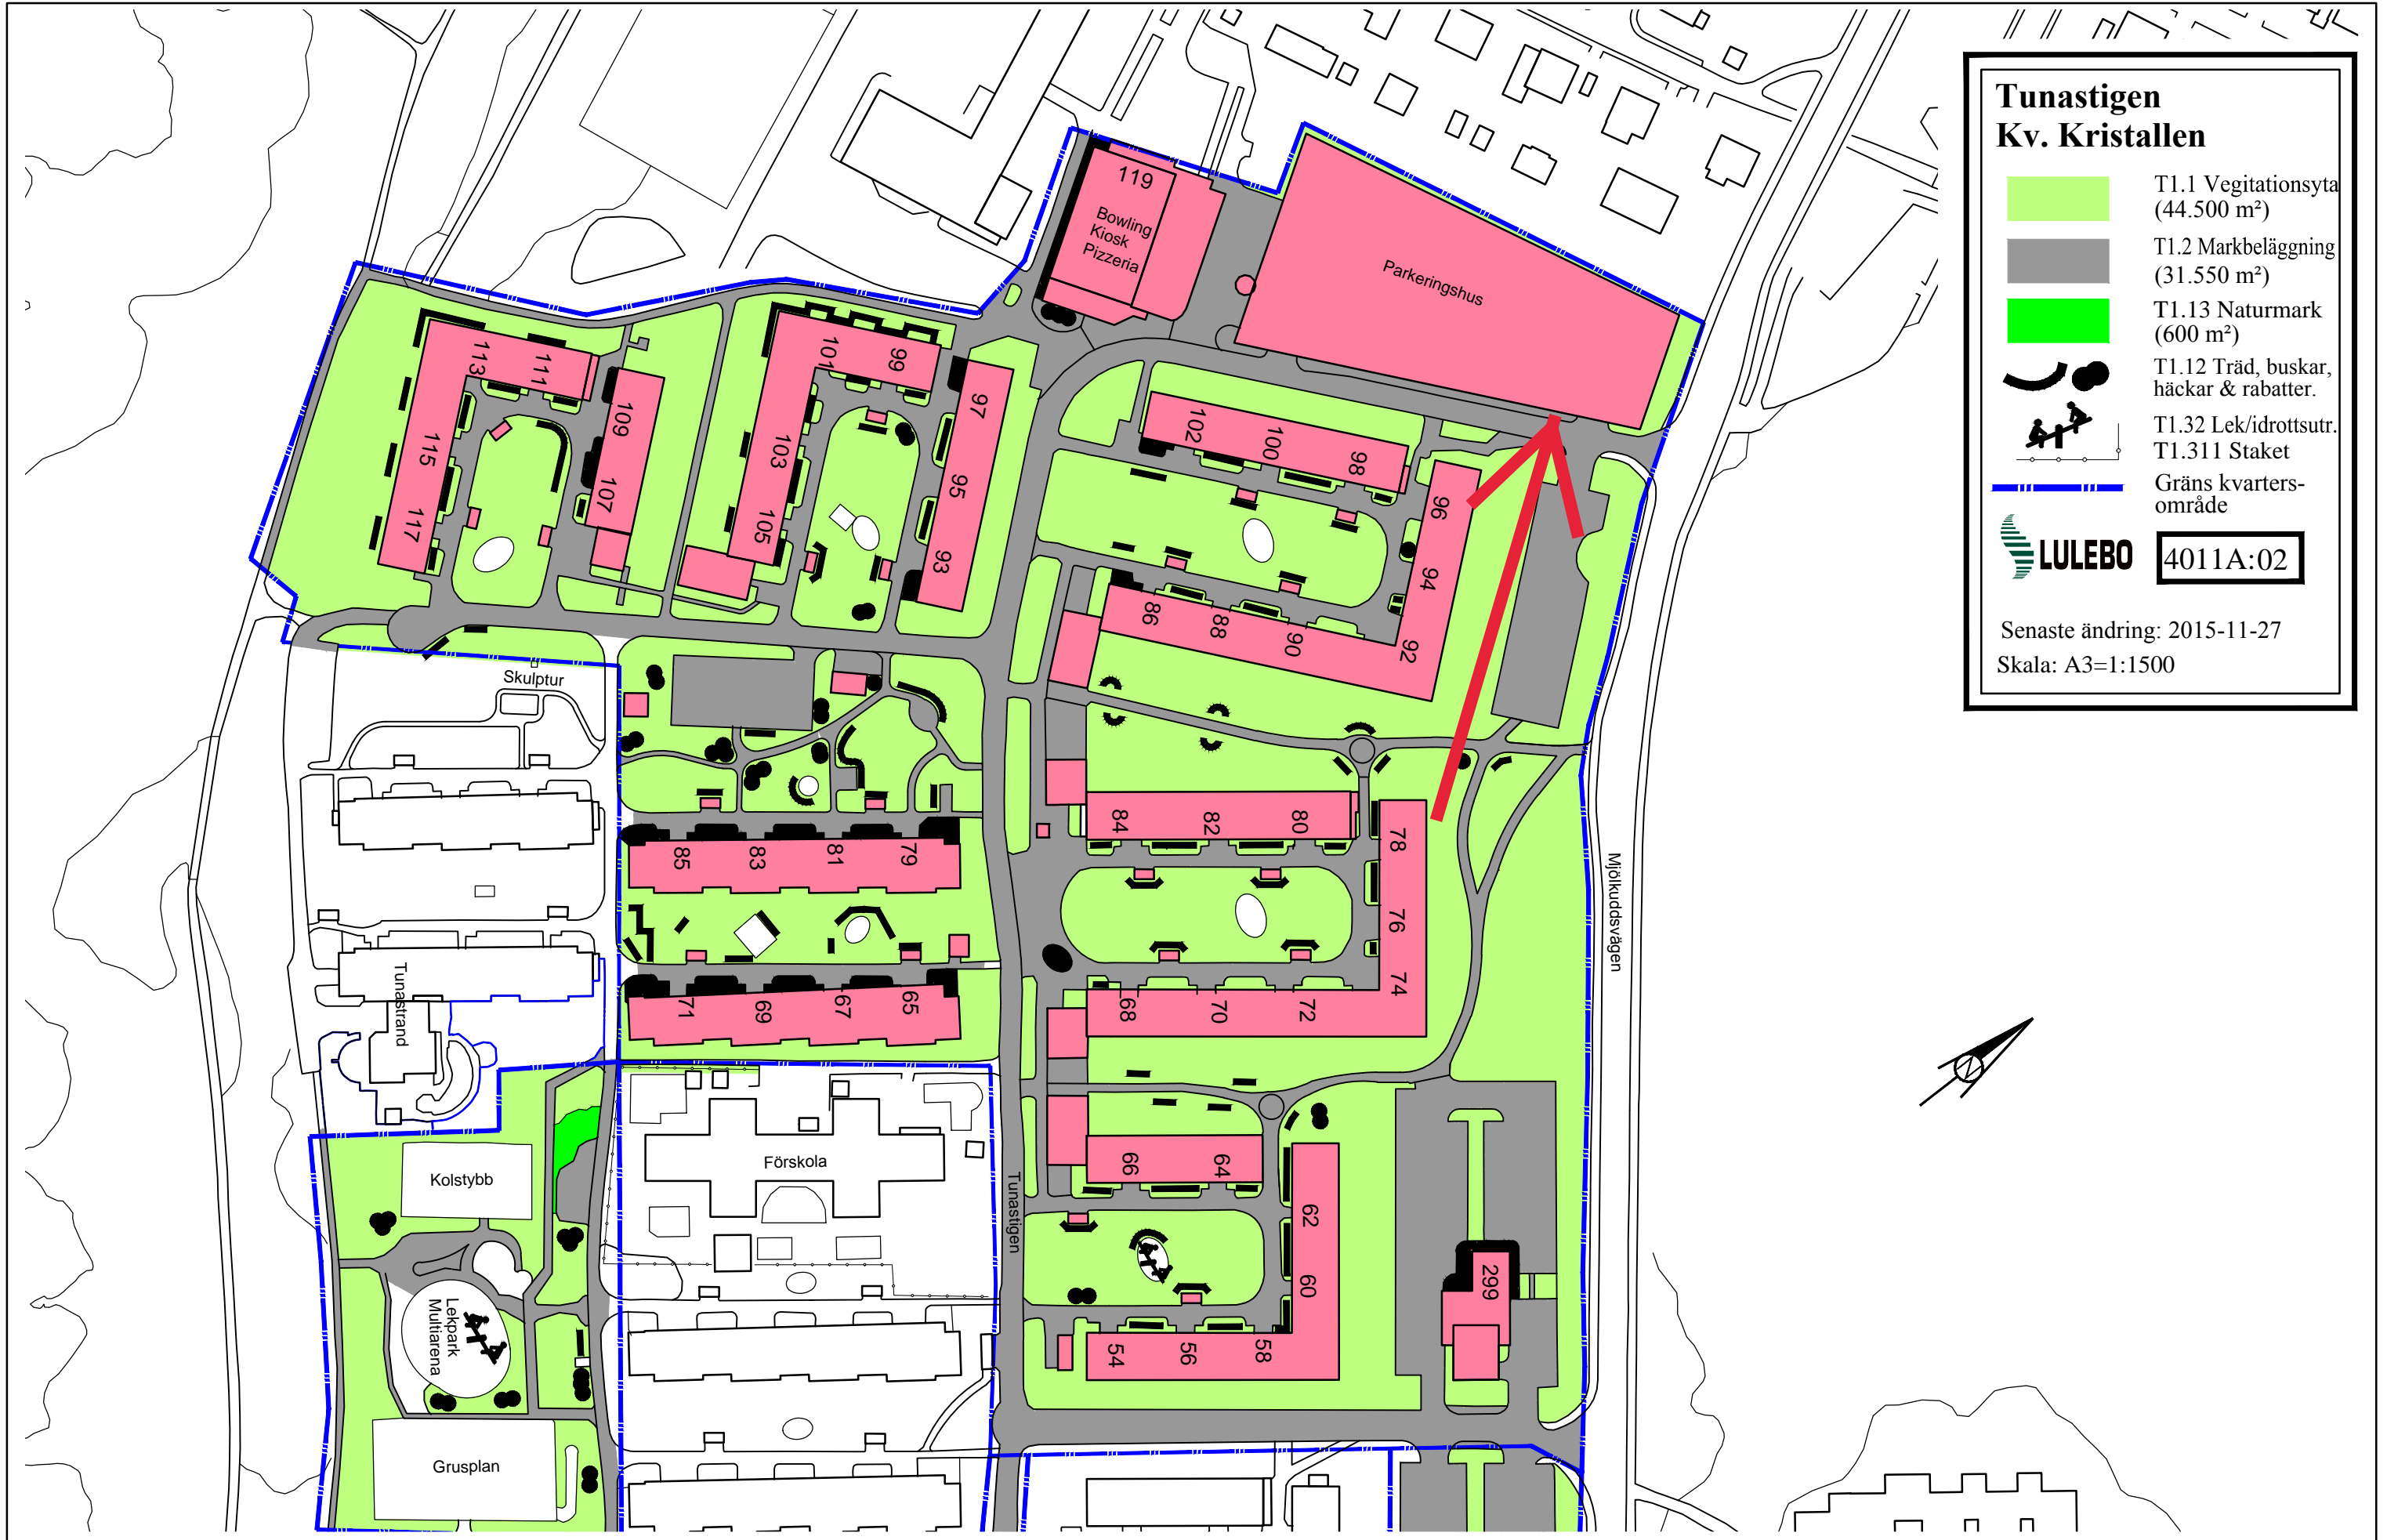 Tunastigen
Kv. Kristallen
T1.1 Vegitationsyta
(44.500 m²)
T1.2 Markbeläggning
(31.550 m²)
T1.13 Naturmark
(600 m²)
T1.12 Träd, buskar,
häckar & rabatter.
T1.32 Lek/idrottsutr.
T1.311 Staket
Gräns kvarters-
område
LULEBO
4011A:02
Senaste ändring: 2015-11-27
Skala: A3=1:1500
119
Bowling
Kiosk
Pizzeria
Parkeringshus
113
111
109
107
115
117
101
99
97
103
95
105
93
102
100
98
96
94
92
86
88
90
Skulptur
84
82
80
78
76
74
85
83
81
79
71
69
67
65
68
70
72
Tunastrand
Mjölkuddsvägen
Kolstybb
Förskola
Tunastigen
66
64
62
60
54
56
58
299
Lekpark
Multiarena
Grusplan
N